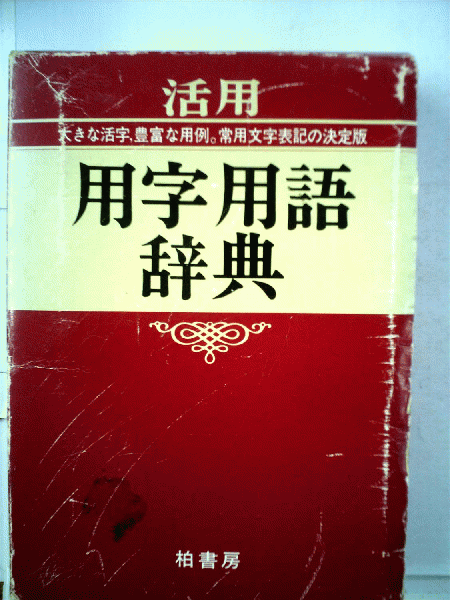 活用
大きな活字、豊富な用例。常用文字表記の決定版
用字用語
辞典
柏書房